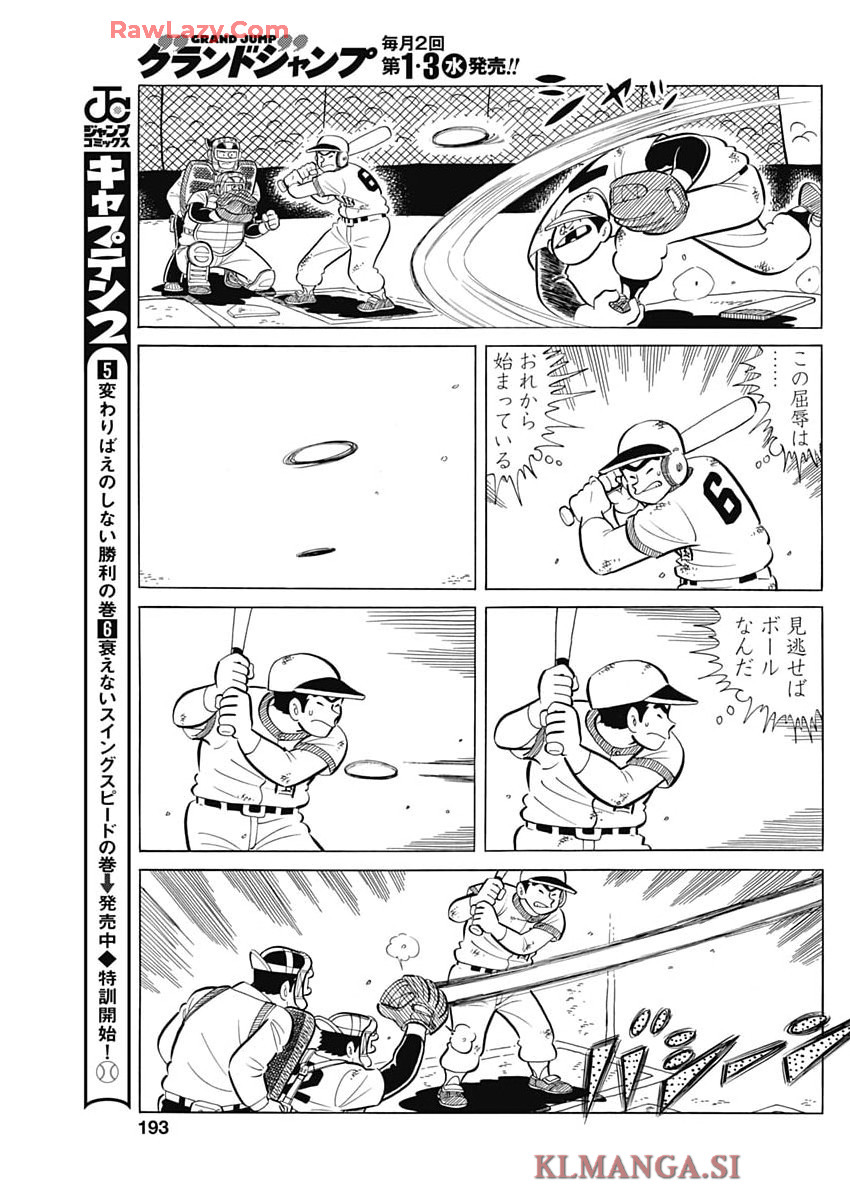 RawLazy.Com
GRAND JUMP
グランドジャンプ
毎月2回
第1・3水発売!!
JC
ジャンプ
コミックス
キャプテン2
5変わりばえのしない勝利の巻6衰えないスイングスピードの巻➡発売中◆特訓開始!
6
この屈辱は
……
おれから
始まっている
6
見逃せば
ボール
なんだ
バシーン
193
KLMANGA.SI